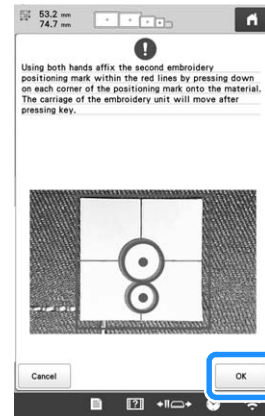 53.2 mm
74.7 mm
Using both hands affix the second embroidery
positioning mark within the red lines by pressing down
on each corner of the positioning mark onto the material.
The carriage of the embroidery unit will move after
pressing key.
Cancel
OK